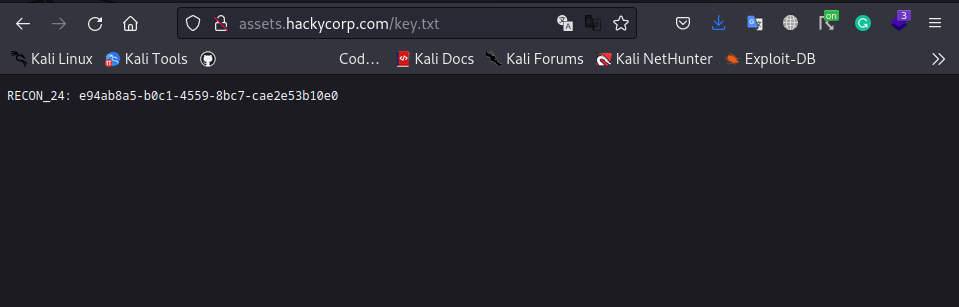 assets.hackycorp.com/key.txt
on
3
Kali Linux Kali Tools Cod... Kali Docs Kali Forums Kali NetHunter Exploit-DB
RECON_24: e94ab8a5-b0c1-4559-8bc7-cae2e53b10e0